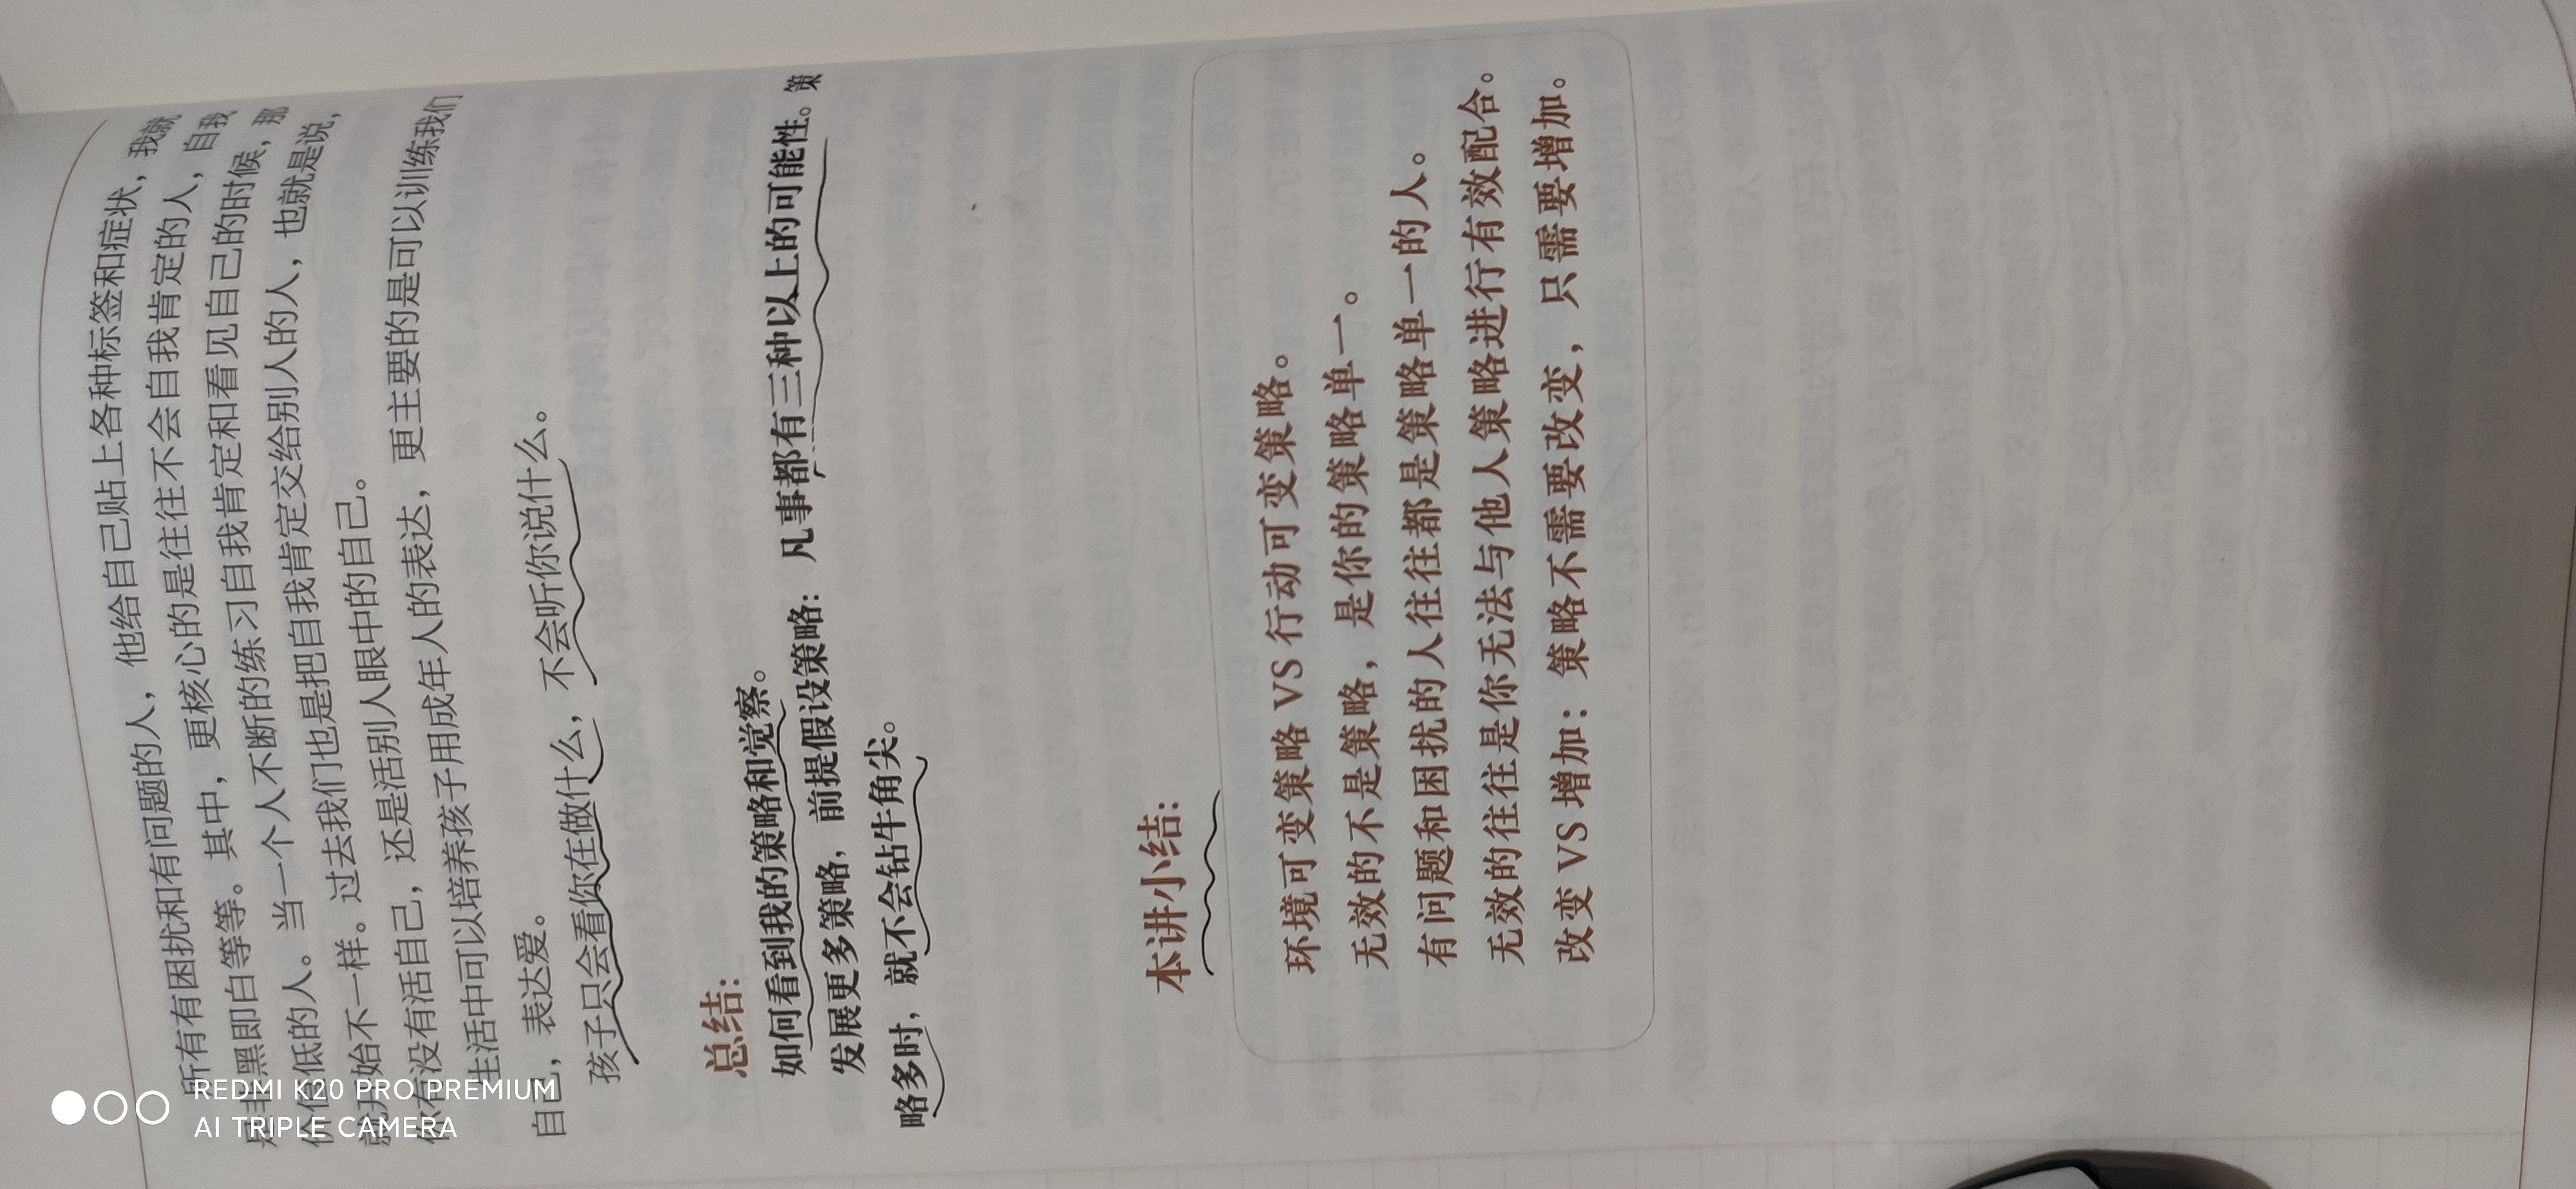 所有有困扰和有问题的人，他给自己贴上各种标签和症状，我就
是非黑即白等等。其中，更核心的是往往不会自我肯定的人，自我
价值低的人。当一个人不断的练习自我肯定和看见自己的时候，那
就开始不一样。过去我们也是把自我肯定交给别人的人，也就是说，
你有没有活自己，还是活别人眼中的自己。
生活中可以培养孩子用成年人的表达，更主要的是可以训练我们
自己，表达爱。
孩子只会看你在做什么，不会听你说什么。
总结：
如何看到我的策略和觉察。
发展更多策略，前提假设策略：凡事都有三种以上的可能性。策
略多时，就不会钻牛角尖。
本讲小结：
环境可变策略 VS 行动可变策略。
无效的不是策略，是你的策略单一。
有问题和困扰的人往往都是策略单一的人。
无效的往往是你无法与他人策略进行有效配合。
改变 VS 增加：策略不需要改变，只需要增加。
REDMI K20 PRO PREMIUM
AI TRIPLE CAMERA